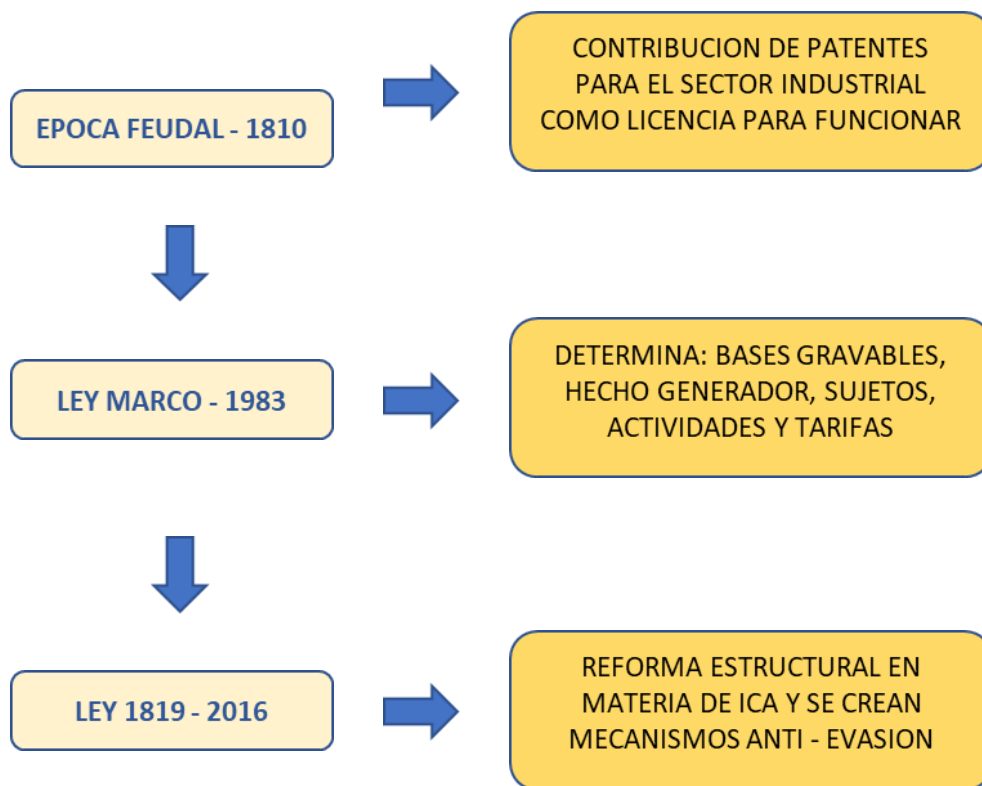 EPOCA FEUDAL - 1810
CONTRIBUCION DE PATENTES
PARA EL SECTOR INDUSTRIAL
COMO LICENCIA PARA FUNCIONAR
LEY MARCO - 1983
DETERMINA: BASES GRAVABLES,
HECHO GENERADOR, SUJETOS,
ACTIVIDADES Y TARIFAS
LEY 1819 - 2016
REFORMA ESTRUCTURAL EN
MATERIA DE ICA Y SE CREAN
MECANISMOS ANTI - EVASION